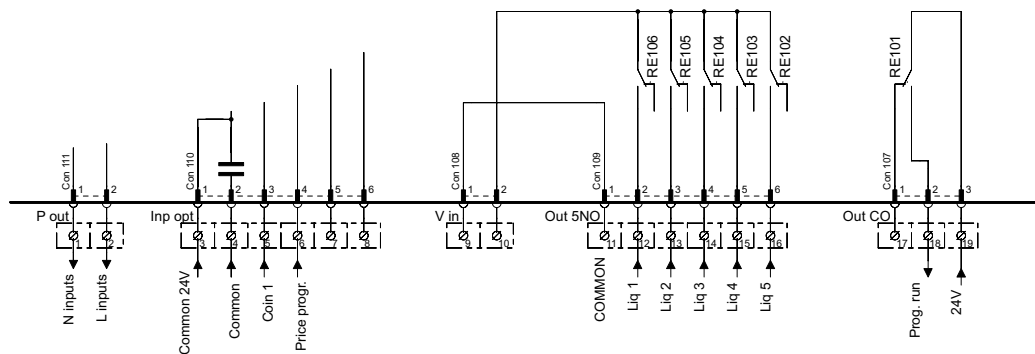 RE106
RE105
RE104
RE103
RE102
RE101
Con 111
Con 110
Con 108
Con 109
Con 107
1 2
1 2 3 4 5 6
1 2
1 2 3 4 5 6
1 2 3
P out
Inp opt
V in
Out 5NO
Out CO
1 2
3 4 5 6 7 8
9 10
11 12 13 14 15 16
17 18 19
N inputs
L inputs
Common 24V
Common
Coin 1
Price progr.
COMMON
Liq 1
Liq 2
Liq 3
Liq 4
Liq 5
Prog. run
24V